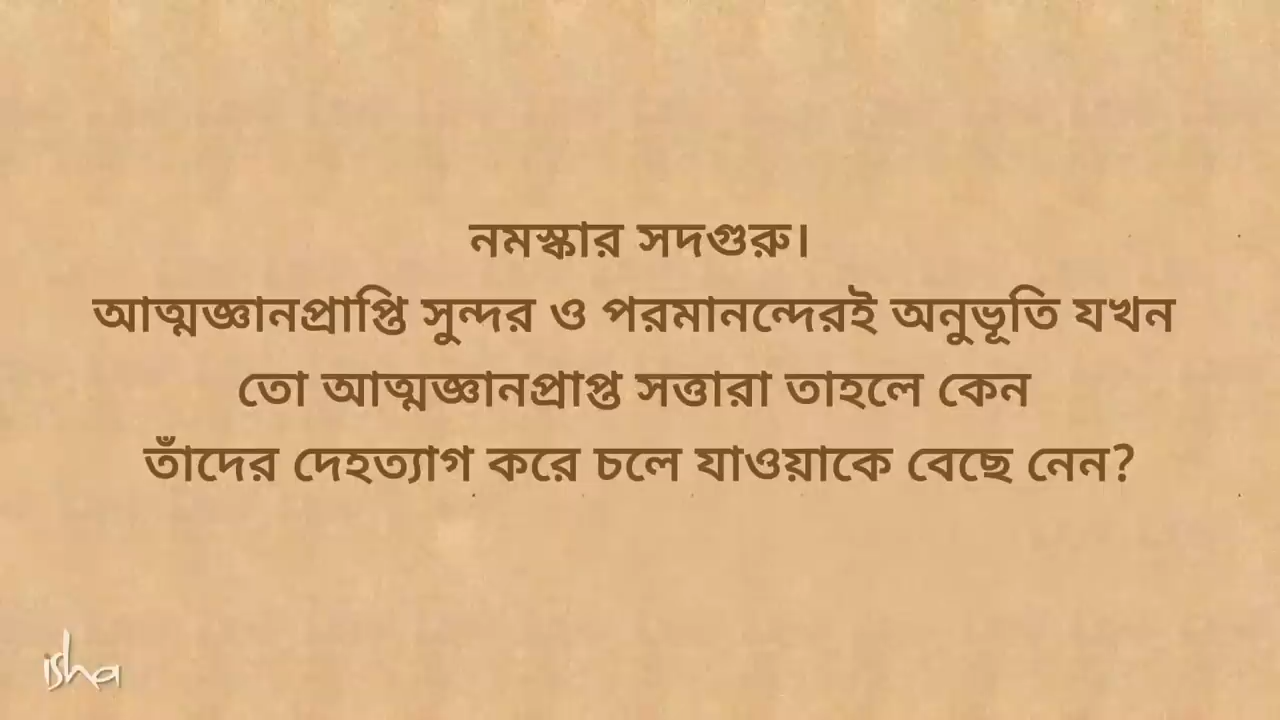 নমস্কার সদগুরু।
আত্মজ্ঞানপ্রাপ্তি সুন্দর ও পরমানন্দেরই অনুভূতি যখন
তো আত্মজ্ঞানপ্রাপ্ত সত্তারা তাহলে কেন
তাঁদের দেহত্যাগ করে চলে যাওয়াকে বেছে নেন?
isha